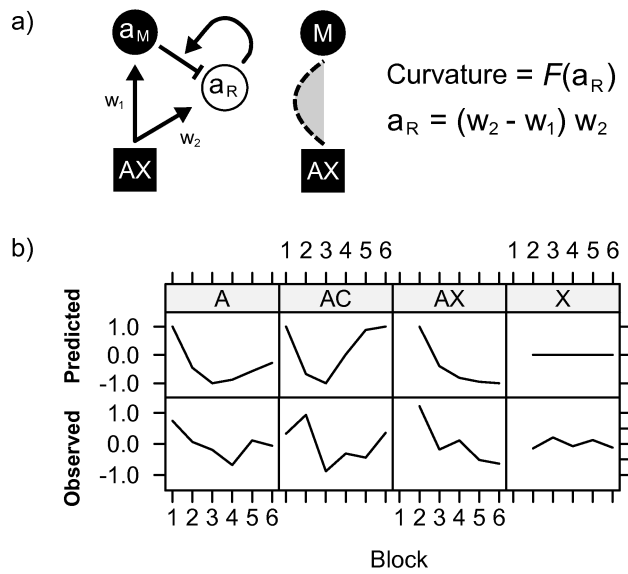 a)
aM
M
aR
w1
w2
AX
AX
Curvature = F(aR)
aR = (w2 - w1) w2
b)
1 2 3 4 5 6
1 2 3 4 5 6
A
AC
AX
X
Predicted
1.0
0.0
-1.0
Observed
1.0
0.0
-1.0
1 2 3 4 5 6
1 2 3 4 5 6
Block